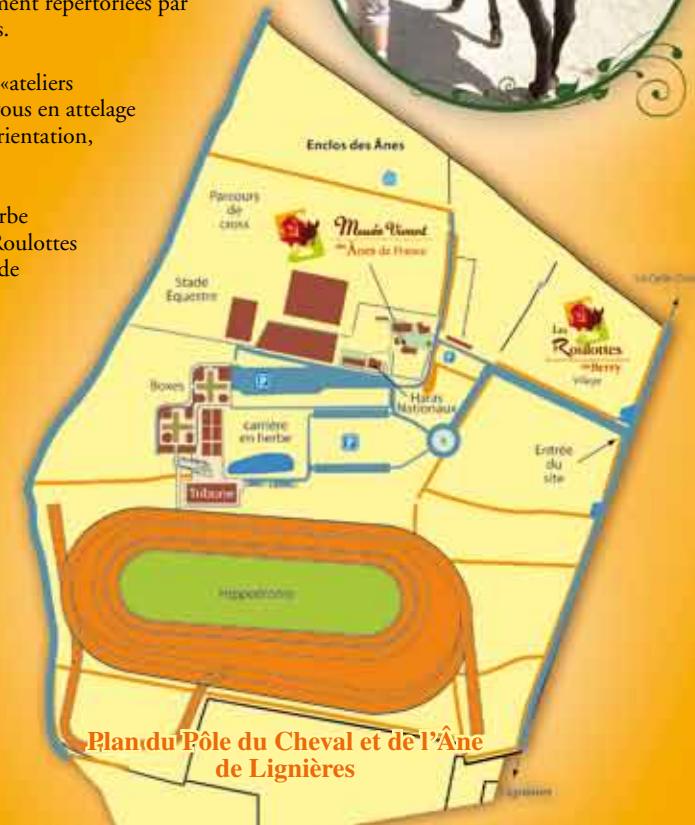 ment répertoriées par
s.
«ateliers
ous en attelage
rientation,
rbe
Roulottes
de
Enclos des Ânes
Parcours
de
cross
Musée Vivant
des Ânes de France
Stade
Équestre
Les
Roulottes
du Berry
Village
P
Boxes
P
Haras
Nationaux
carrière
en herbe
P
Entrée
du
site
Tribune
Hippodrome
Plan du Pôle du Cheval et de l'Âne
de Lignières
Lignières